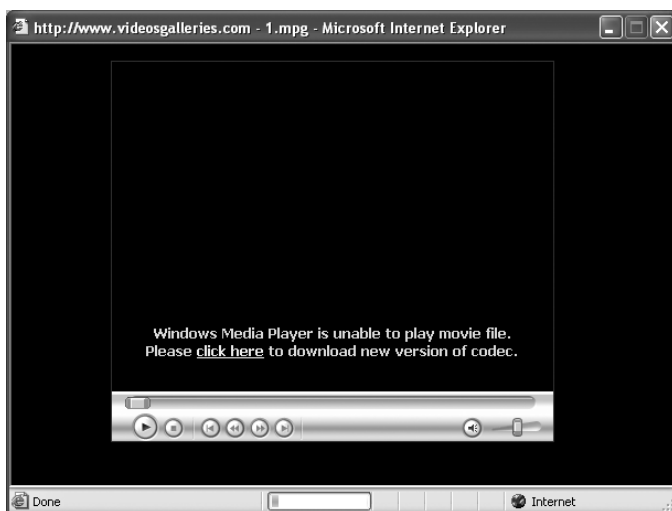 http://www.videosgalleries.com - 1.mpg - Microsoft Internet Explorer
Windows Media Player is unable to play movie file.
Please click here to download new version of codec.
Done
Internet